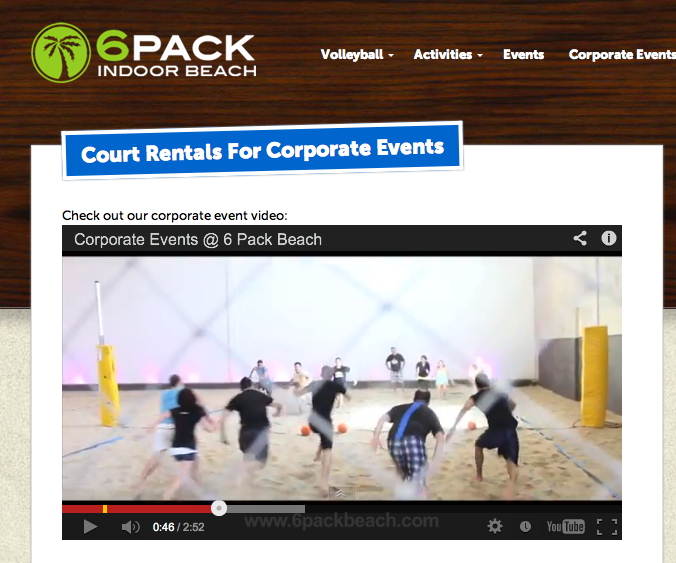 6PACK
INDOOR BEACH
Volleyball Activities Events Corporate Events
Court Rentals For Corporate Events
Check out our corporate event video:
Corporate Events @ 6 Pack Beach
www.6packbeach.com
0:46 / 2:52
YouTube